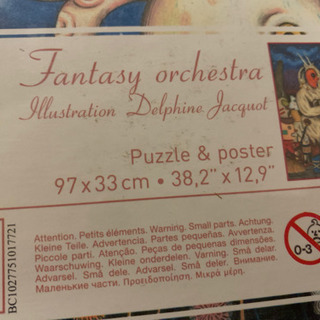 Fantasy orchestra
Illustration Delphine Jacquot
Puzzle & poster
97 x 33 cm • 38,2" x 12,9"
Attention. Petits éléments. Warning. Small parts. Achtung.
Kleine Teile. Advertencia. Partes pequeñas. Avvertenza.
Piccole parti. Atenção. Peças de pequenas dimensões.
Waarschuwing. Kleine onderdelen. Varning. Små delar.
Advarsel. Små dele. Advarsel. Små deler. Внимание.
Маленькие части. Προειδοποίηση. Μικρά μέρη.
0-3
BC10277751017721